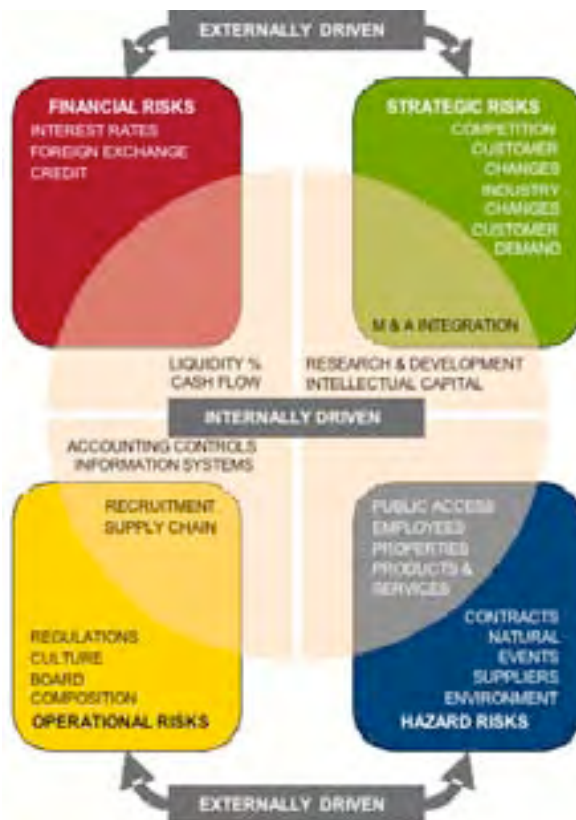 EXTERNALLY DRIVEN
FINANCIAL RISKS
INTEREST RATES
FOREIGN EXCHANGE
CREDIT
STRATEGIC RISKS
COMPETITION
CUSTOMER
CHANGES
INDUSTRY
CHANGES
CUSTOMER
DEMAND
M & A INTEGRATION
LIQUIDITY %
CASH FLOW
RESEARCH & DEVELOPMENT
INTELLECTUAL CAPITAL
INTERNALLY DRIVEN
ACCOUNTING CONTROLS
INFORMATION SYSTEMS
RECRUITMENT
SUPPLY CHAIN
REGULATIONS
CULTURE
BOARD
COMPOSITION
OPERATIONAL RISKS
PUBLIC ACCESS
EMPLOYEES
PROPERTIES
PRODUCTS &
SERVICES
CONTRACTS
NATURAL
EVENTS
SUPPLIERS
ENVIRONMENT
HAZARD RISKS
EXTERNALLY DRIVEN